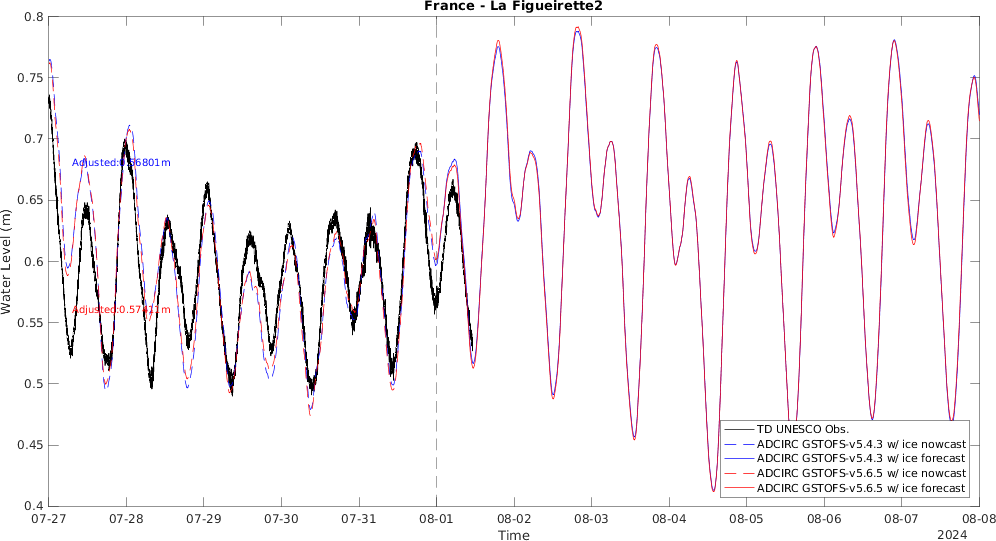 France - La Figueirette2
0.8
0.75
0.7
0.65
0.6
0.55
0.5
0.45
0.4
Water Level (m)
Adjusted:0.56801m
Adjusted:0.57411m
TD UNESCO Obs.
ADCIRC GSTOFS-v5.4.3 w/ ice nowcast
ADCIRC GSTOFS-v5.4.3 w/ ice forecast
ADCIRC GSTOFS-v5.6.5 w/ ice nowcast
ADCIRC GSTOFS-v5.6.5 w/ ice forecast
07-27 07-28 07-29 07-30 07-31 08-01 08-02 08-03 08-04 08-05 08-06 08-07 08-08
Time
2024